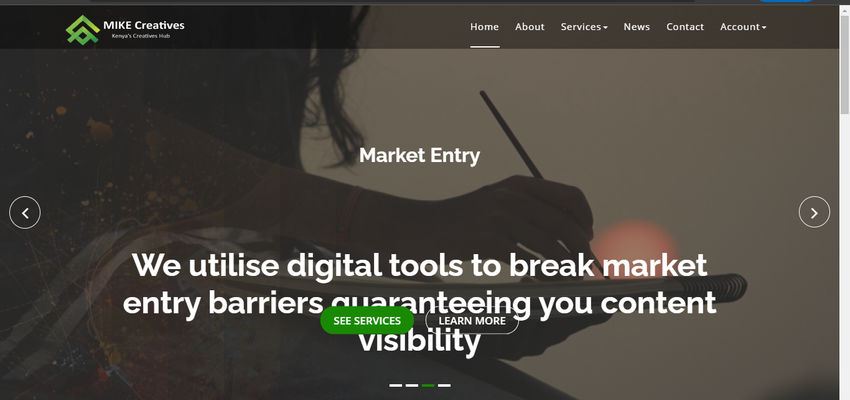 MIKE Creatives
Kenya's Creatives Hub
Home About Services News Contact Account
Market Entry
We utilise digital tools to break market
entry barriers guaranteeing you content
SEE SERVICES LEARN MORE
visibility